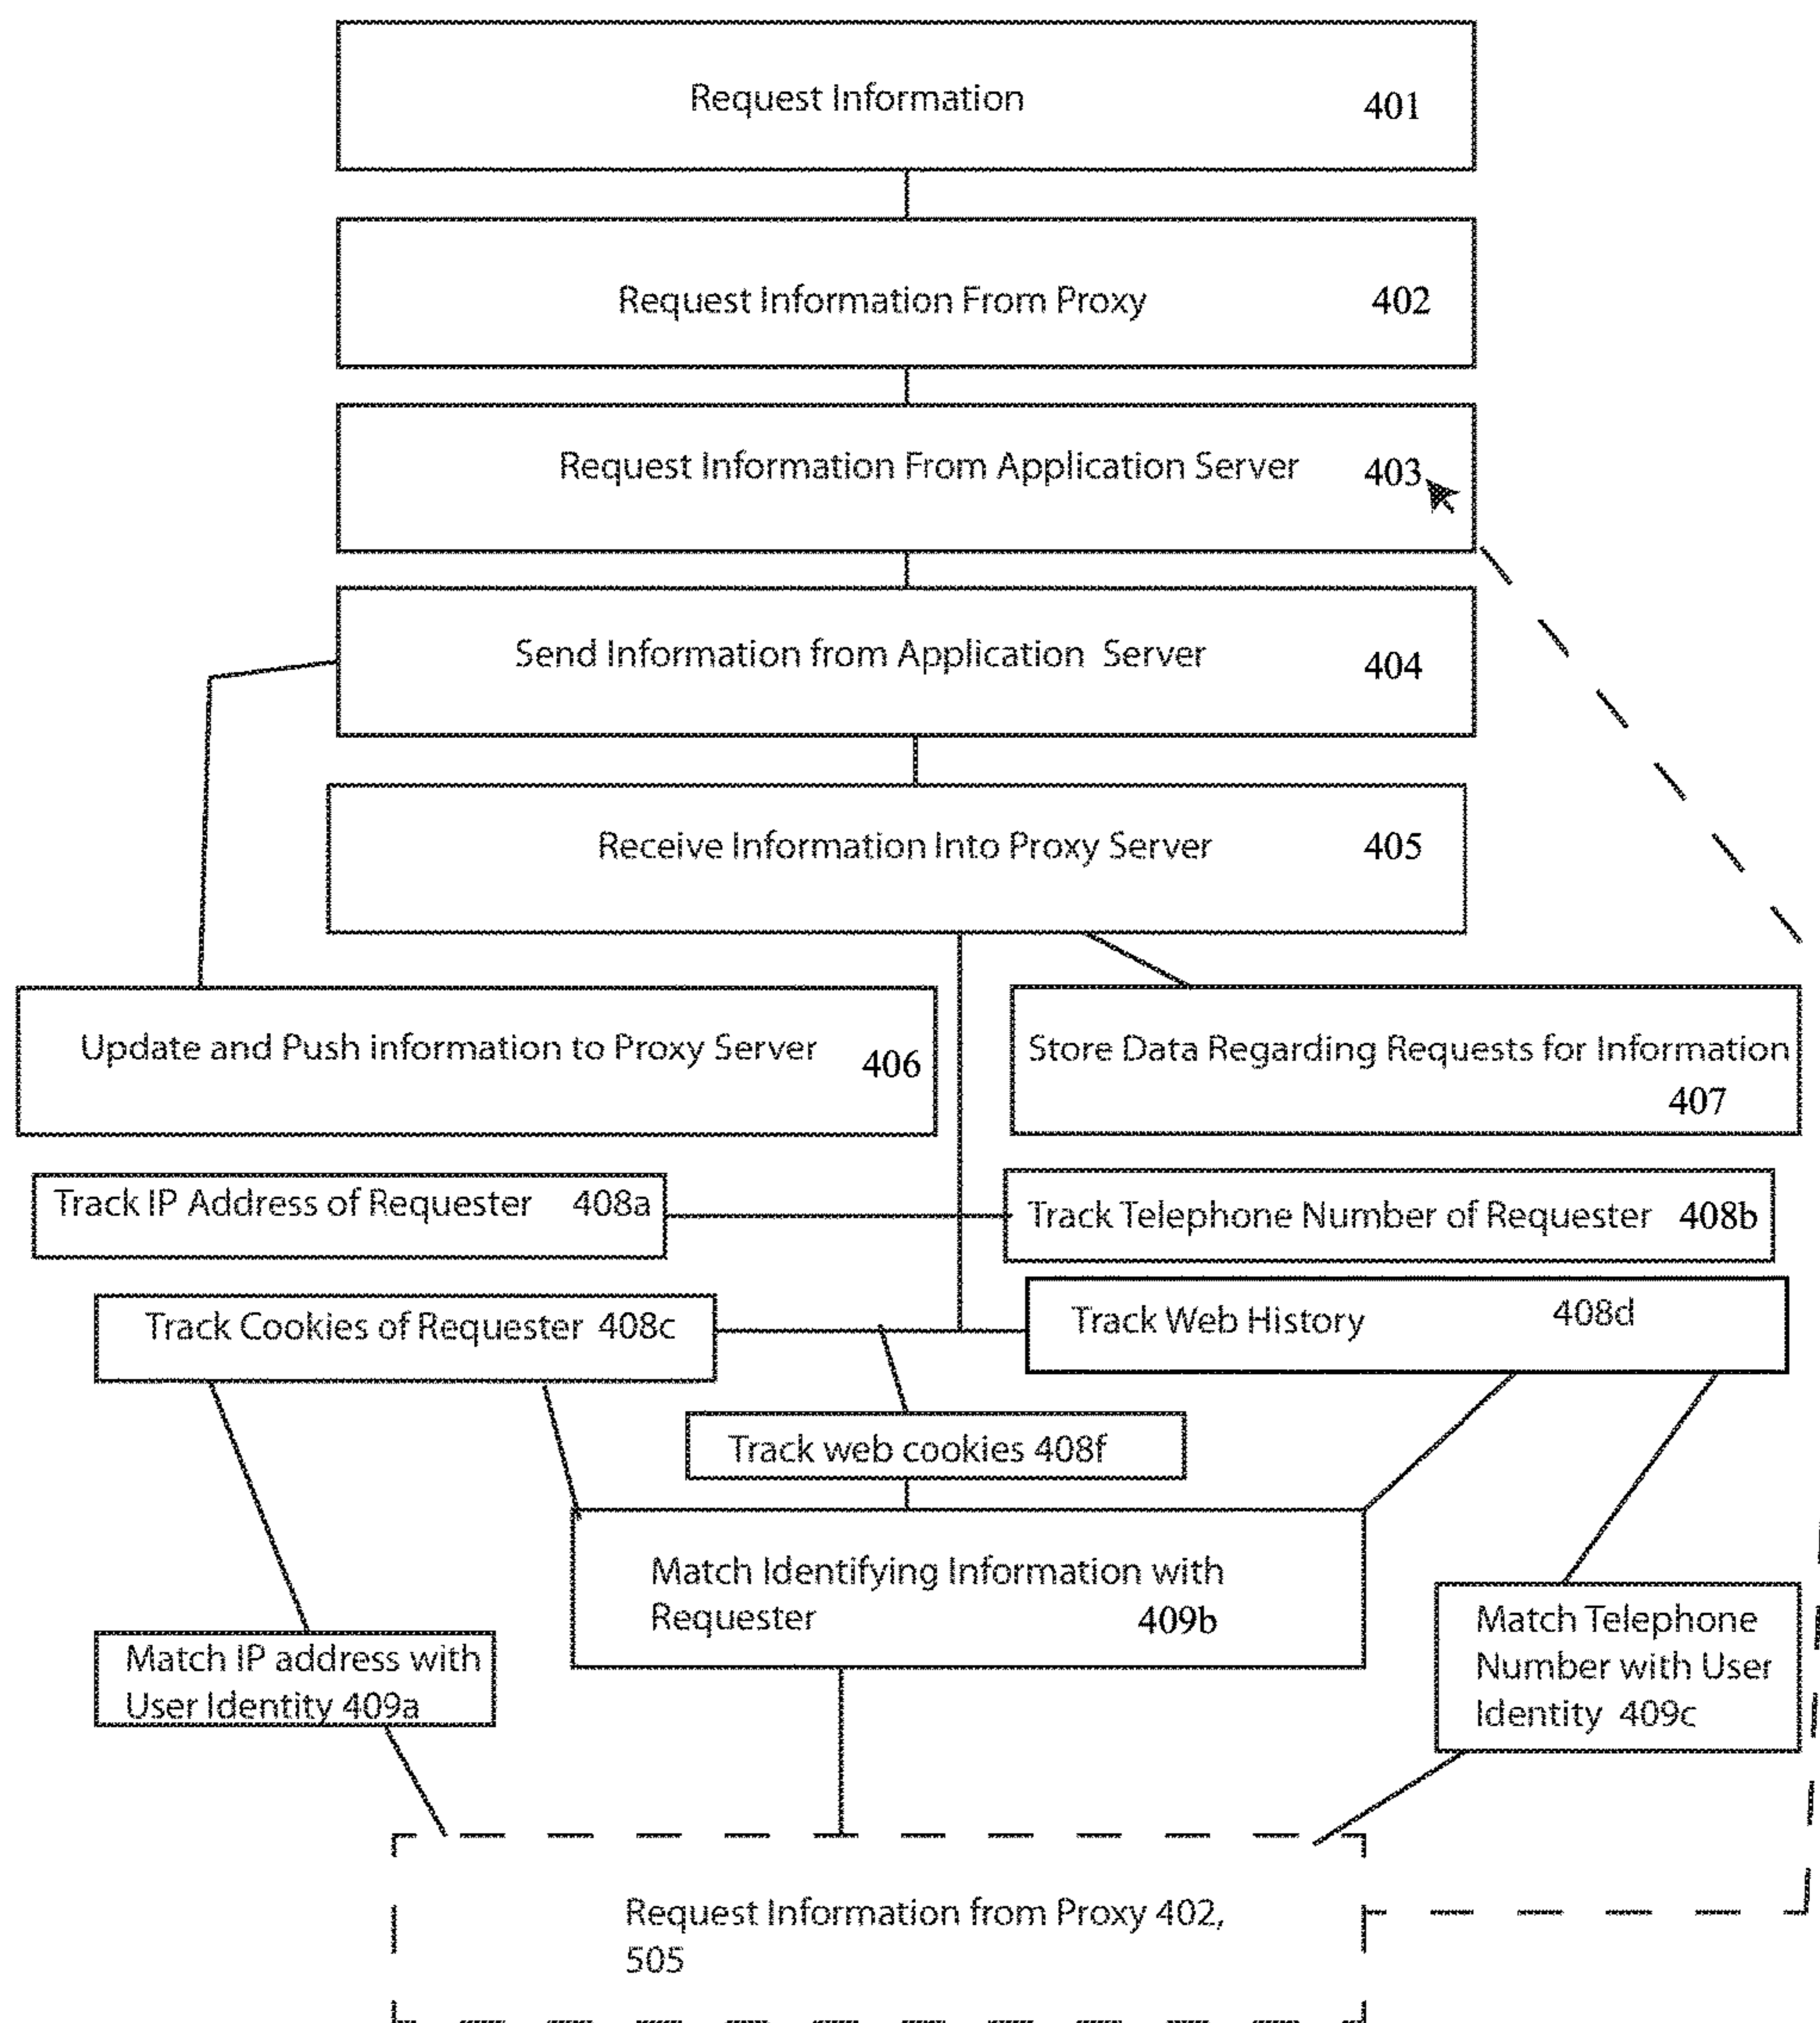 Request Information 401
Request Information From Proxy 402
Request Information From Application Server 403
Send Information from Application Server 404
Receive Information Into Proxy Server 405
Update and Push information to Proxy Server 406
Store Data Regarding Requests for Information
407
Track IP Address of Requester 408a
Track Telephone Number of Requester 408b
Track Cookies of Requester 408c
Track Web History 408d
Track web cookies 408f
Match Identifying Information with
Requester 409b
Match IP address with
User Identity 409a
Match Telephone
Number with User
Identity 409c
Request Information from Proxy 402,
505